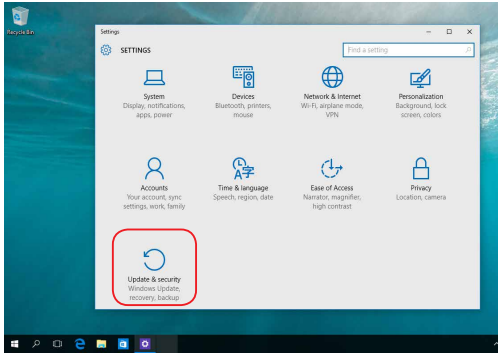 Recycle Bin
Settings
SETTINGS
Find a setting
System
Display, notifications,
apps, power
Devices
Bluetooth, printers,
mouse
Network & Internet
Wi-Fi, airplane mode,
VPN
Personalization
Background, lock
screen, colors
Accounts
Your account, sync
settings, work, family
Time & language
Speech, region, date
Ease of Access
Narrator, magnifier,
high contrast
Privacy
Location, camera
Update & security
Windows Update,
recovery, backup